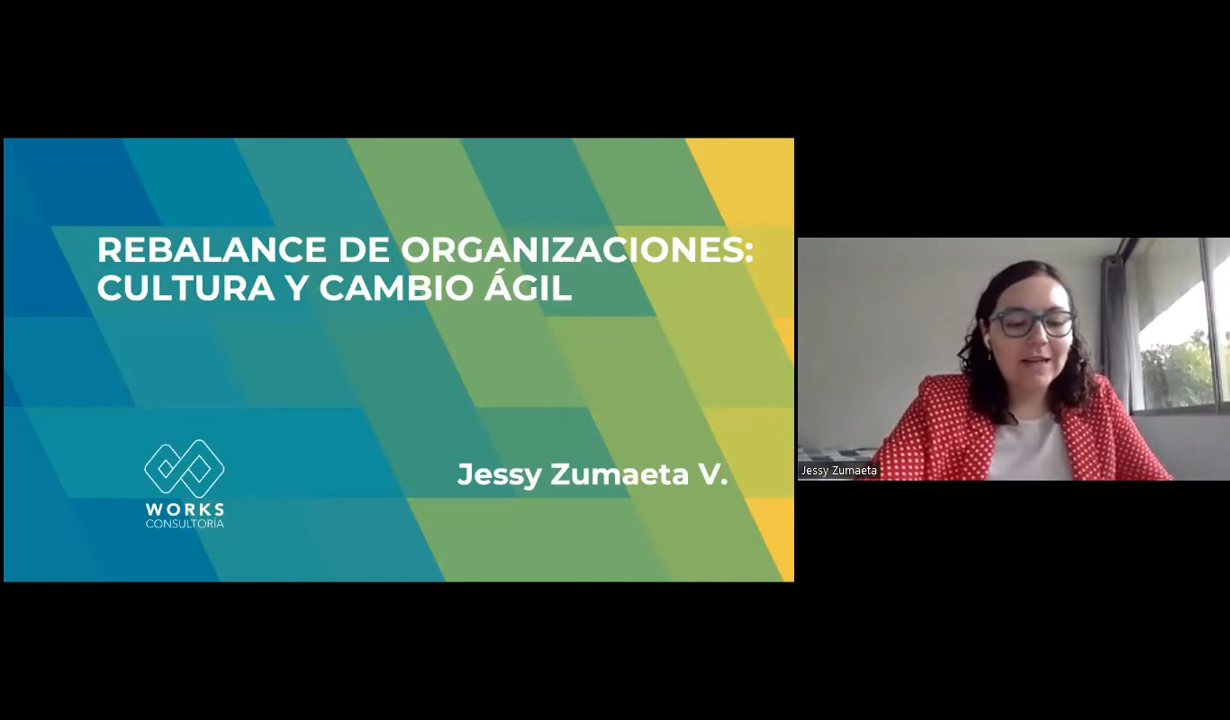 REBALANCE DE ORGANIZACIONES:
CULTURA Y CAMBIO ÁGIL
Jessy Zumaeta V.
WORKS
CONSULTORÍA
Jessy Zumaeta